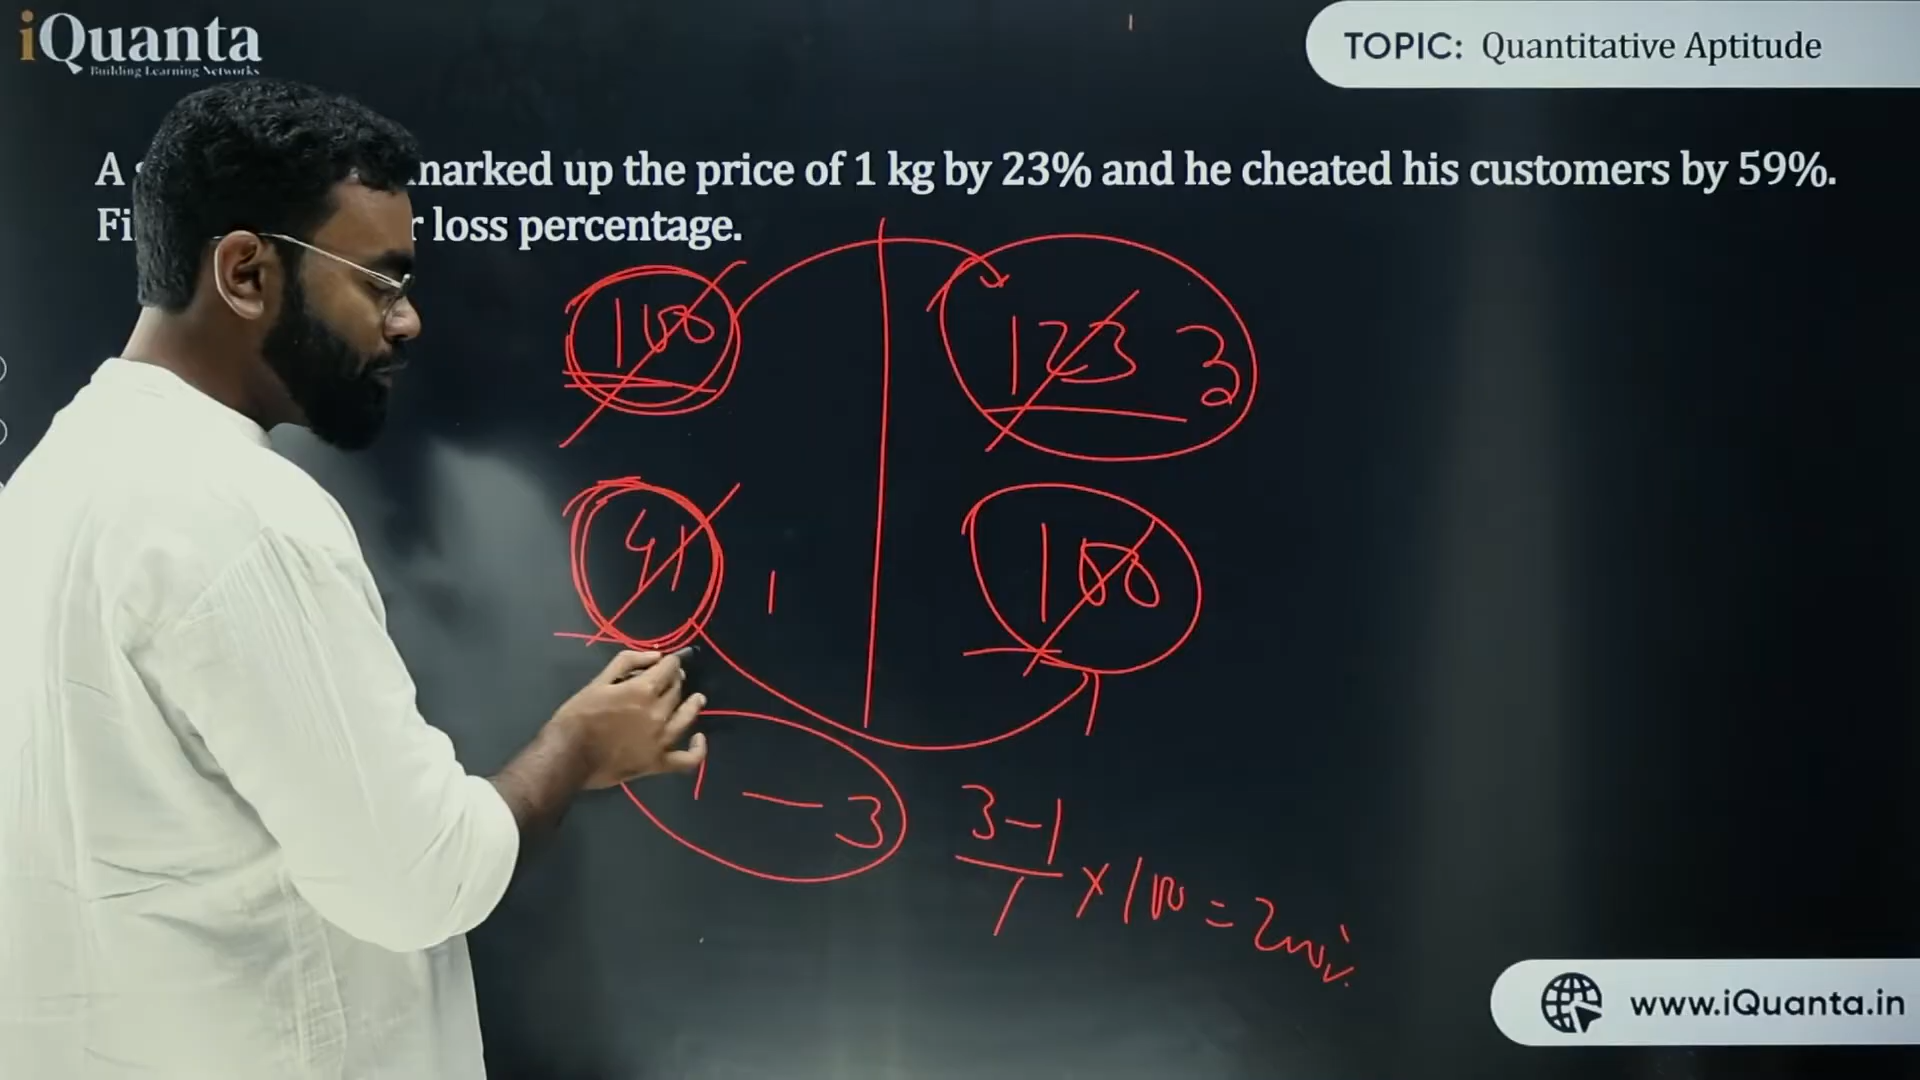 iQuanta
Building Learning Networks
TOPIC: Quantitative Aptitude
A marked up the price of 1 kg by 23% and he cheated his customers by 59%.
Fi r loss percentage.
100 123 3
41 1 100
1 — 3
3-1
/1 × 100 = 200%
www.iQuanta.in